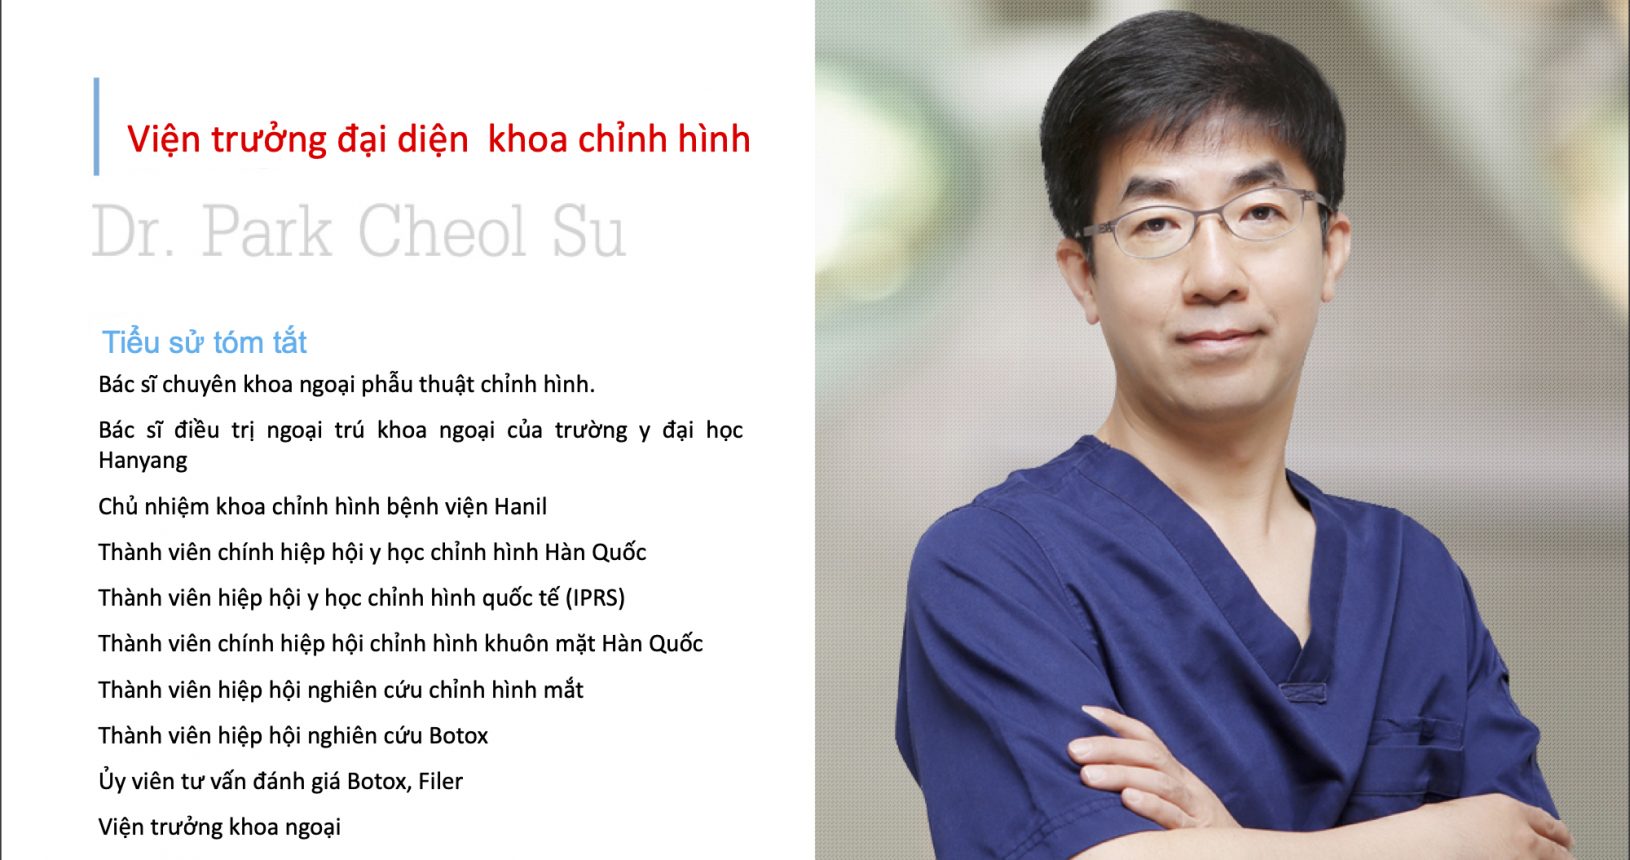 Viện trưởng đại diện khoa chỉnh hình
Dr. Park Cheol Su
Tiểu sử tóm tắt
Bác sĩ chuyên khoa ngoại phẫu thuật chỉnh hình.
Bác sĩ điều trị ngoại trú khoa ngoại của trường y đại học
Hanyang
Chủ nhiệm khoa chỉnh hình bệnh viện Hanil
Thành viên chính hiệp hội y học chỉnh hình Hàn Quốc
Thành viên hiệp hội y học chỉnh hình quốc tế (IPRS)
Thành viên chính hiệp hội chỉnh hình khuôn mặt Hàn Quốc
Thành viên hiệp hội nghiên cứu chỉnh hình mắt
Thành viên hiệp hội nghiên cứu Botox
Ủy viên tư vấn đánh giá Botox, Filer
Viện trưởng khoa ngoại